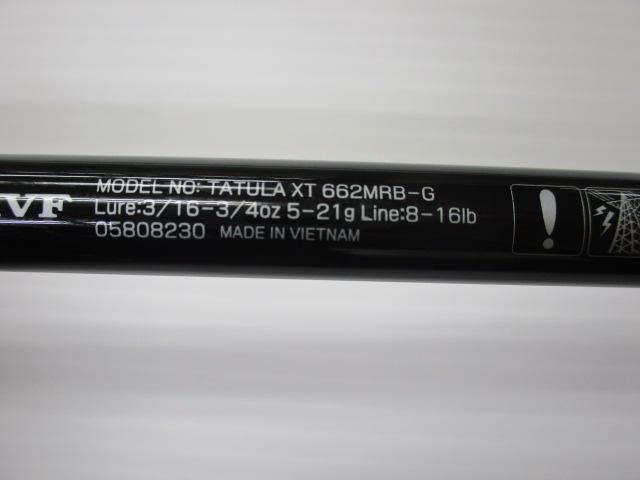 VF
MODEL NO: TATULA XT 662MRB-G
Lure:3/16-3/4oz 5-21g Line:8-16lb
05808230 MADE IN VIETNAM